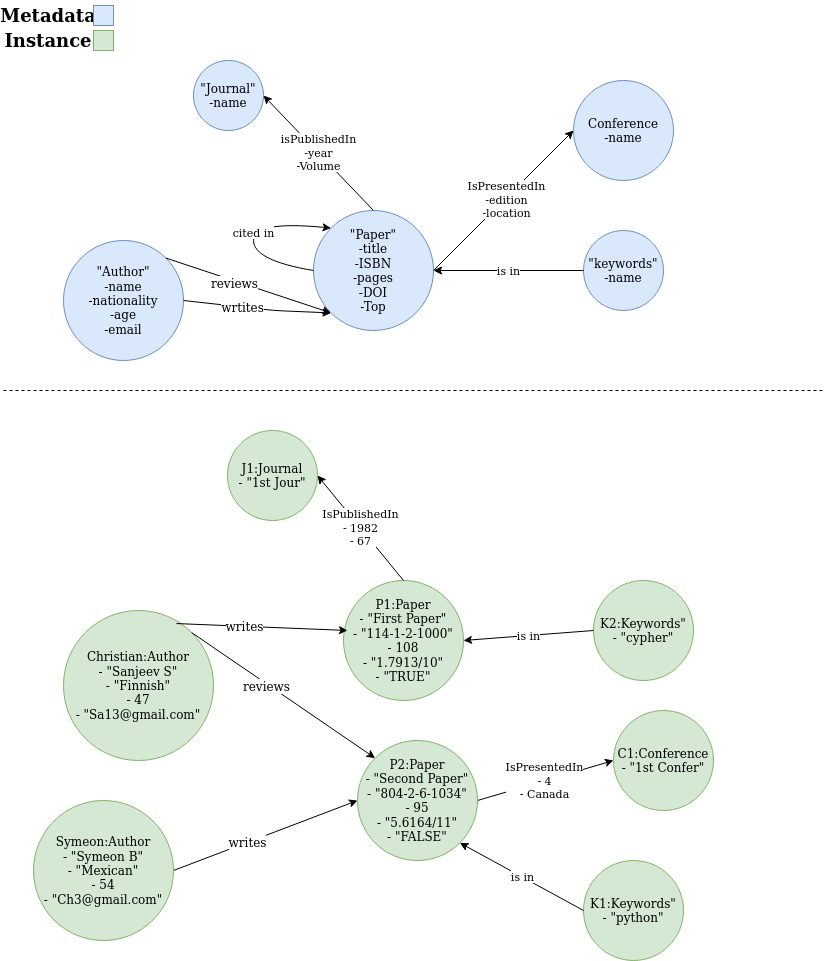 Metadata
Instance
"Journal"
-name
isPublishedIn
-year
-Volume
Conference
-name
IsPresentedIn
-edition
-location
cited in
"Paper"
-title
-ISBN
-pages
-DOI
-Top
"Author"
-name
-nationality
-age
-email
reviews
wrtites
is in
"keywords"
-name
J1:Journal
- "1st Jour"
IsPublishedIn
- 1982
- 67
P1:Paper
- "First Paper"
- "114-1-2-1000"
- 108
- "1.7913/10"
- "TRUE"
writes
is in
K2:Keywords"
- "cypher"
Christian:Author
- "Sanjeev S"
- "Finnish"
- 47
- "Sa13@gmail.com"
reviews
P2:Paper
- "Second Paper"
- "804-2-6-1034"
- 95
- "5.6164/11"
- "FALSE"
IsPresentedIn
- 4
- Canada
C1:Conference
- "1st Confer"
Symeon:Author
- "Symeon B"
- "Mexican"
- 54
- "Ch3@gmail.com"
writes
is in
K1:Keywords"
- "python"